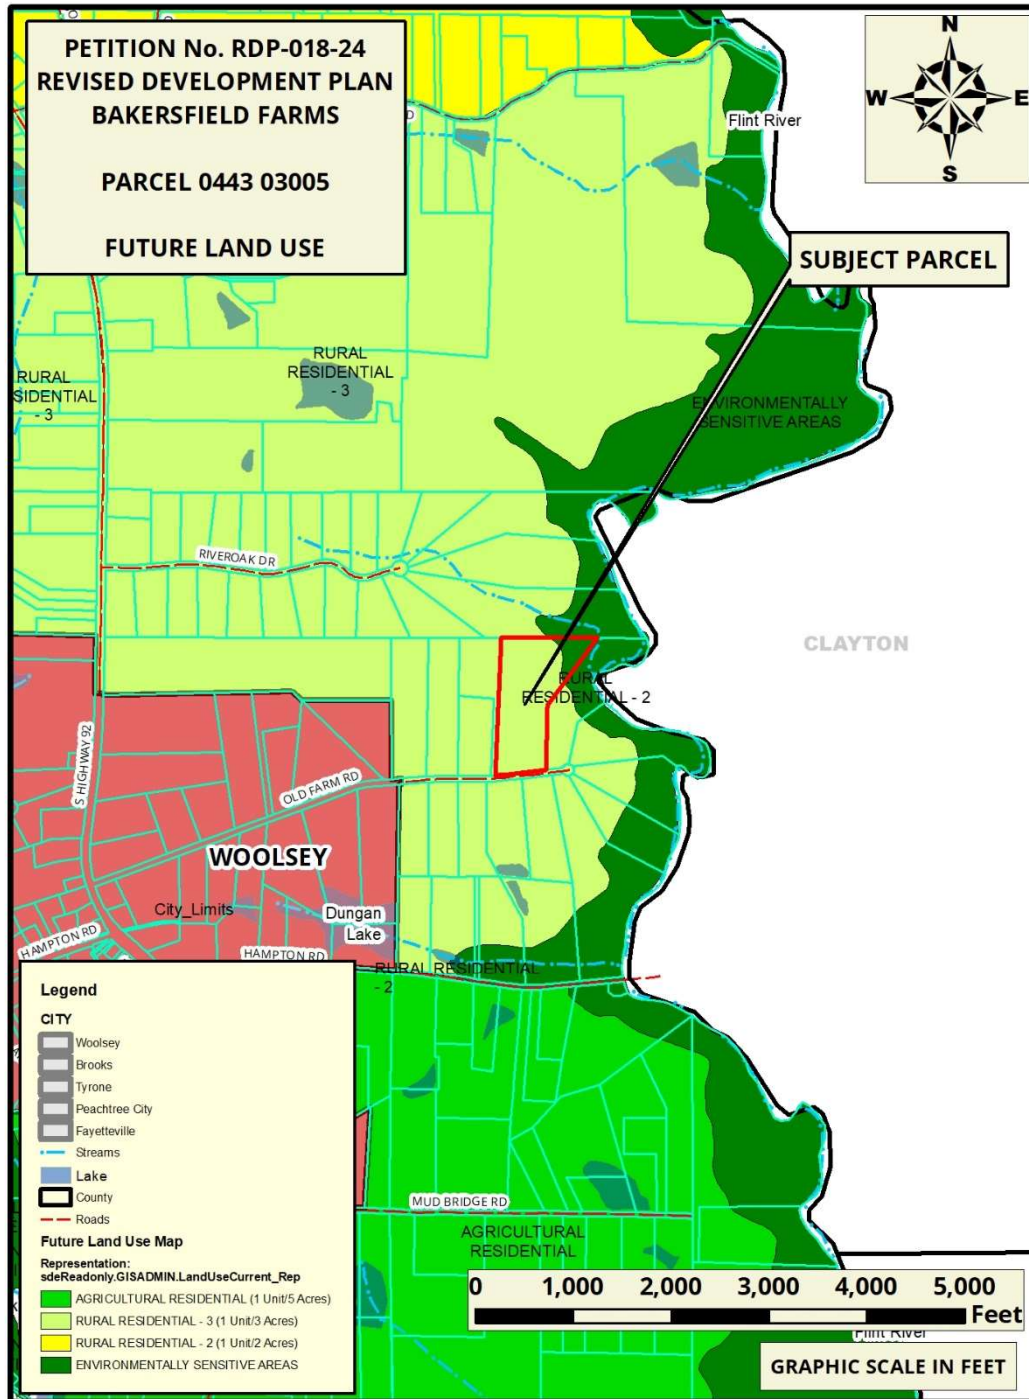 PETITION No. RDP-018-24
REVISED DEVELOPMENT PLAN
BAKERSFIELD FARMS
PARCEL 0443 03005
FUTURE LAND USE
N
W
E
S
Flint River
SUBJECT PARCEL
RURAL
RESIDENTIAL
- 3
RURAL
SIDENTIAL
- 3
ENVIRONMENTALLY
SENSITIVE AREAS
RIVEROAK DR
CLAYTON
RURAL
RESIDENTIAL - 2
S HIGHWAY 92
OLD FARM RD
WOOLSEY
City_Limits
Dungan
Lake
HAMPTON RD
HAMPTON RD
RURAL RESIDENTIAL
- 2
Legend
CITY
Woolsey
Brooks
Tyrone
Peachtree City
Fayetteville
Streams
Lake
County
Roads
Future Land Use Map
Representation:
sdeReadonly.GISADMIN.LandUseCurrent_Rep
AGRICULTURAL RESIDENTIAL (1 Unit/5 Acres)
RURAL RESIDENTIAL - 3 (1 Unit/3 Acres)
RURAL RESIDENTIAL - 2 (1 Unit/2 Acres)
ENVIRONMENTALLY SENSITIVE AREAS
MUD BRIDGE RD
AGRICULTURAL
RESIDENTIAL
0 1,000 2,000 3,000 4,000 5,000
Feet
Flint River
GRAPHIC SCALE IN FEET